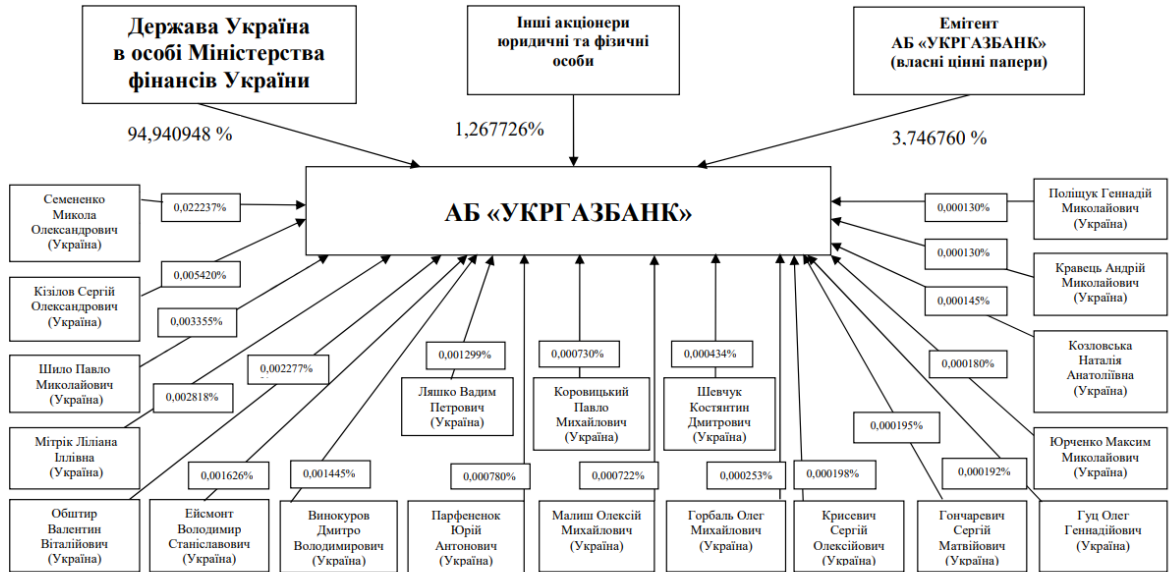 Держава Україна
в особі Міністерства
фінансів України
Інші акціонери
юридичні та фізичні
особи
Емітент
АБ «УКРГАЗБАНК»
(власні цінні папери)
94,940948 %
1,267726%
3,746760 %
АБ «УКРГАЗБАНК»
Семененко
Микола
Олександрович
(Україна)
0,022237%
Кізілов Сергій
Олександрович
(Україна)
0,005420%
Шило Павло
Миколайович
(Україна)
0,003355%
Мітрік Ліліана
Іллівна
(Україна)
0,002818%
Обштир
Валентин
Віталійович
(Україна)
0,002277%
Ейсмонт
Володимир
Станіславович
(Україна)
0,001626%
Винокуров
Дмитро
Володимирович
(Україна)
0,001445%
0,001299%
Ляшко Вадим
Петрович
(Україна)
0,000780%
Парфененок
Юрій
Антонович
(Україна)
0,000730%
Коровицький
Павло
Михайлович
(Україна)
0,000722%
Малиш Олексій
Михайлович
(Україна)
0,000434%
Шевчук
Костянтин
Дмитрович
(Україна)
0,000253%
Горбаль Олег
Михайлович
(Україна)
0,000198%
Крисевич
Сергій
Олексійович
(Україна)
0,000195%
Гончаревич
Сергій
Матвійович
(Україна)
0,000192%
Гуц Олег
Геннадійович
(Україна)
0,000180%
Юрченко Максим
Миколайович
(Україна)
0,000145%
Козловська
Наталія
Анатоліївна
(Україна)
0,000130%
Кравець Андрій
Миколайович
(Україна)
0,000130%
Поліщук Геннадій
Миколайович
(Україна)